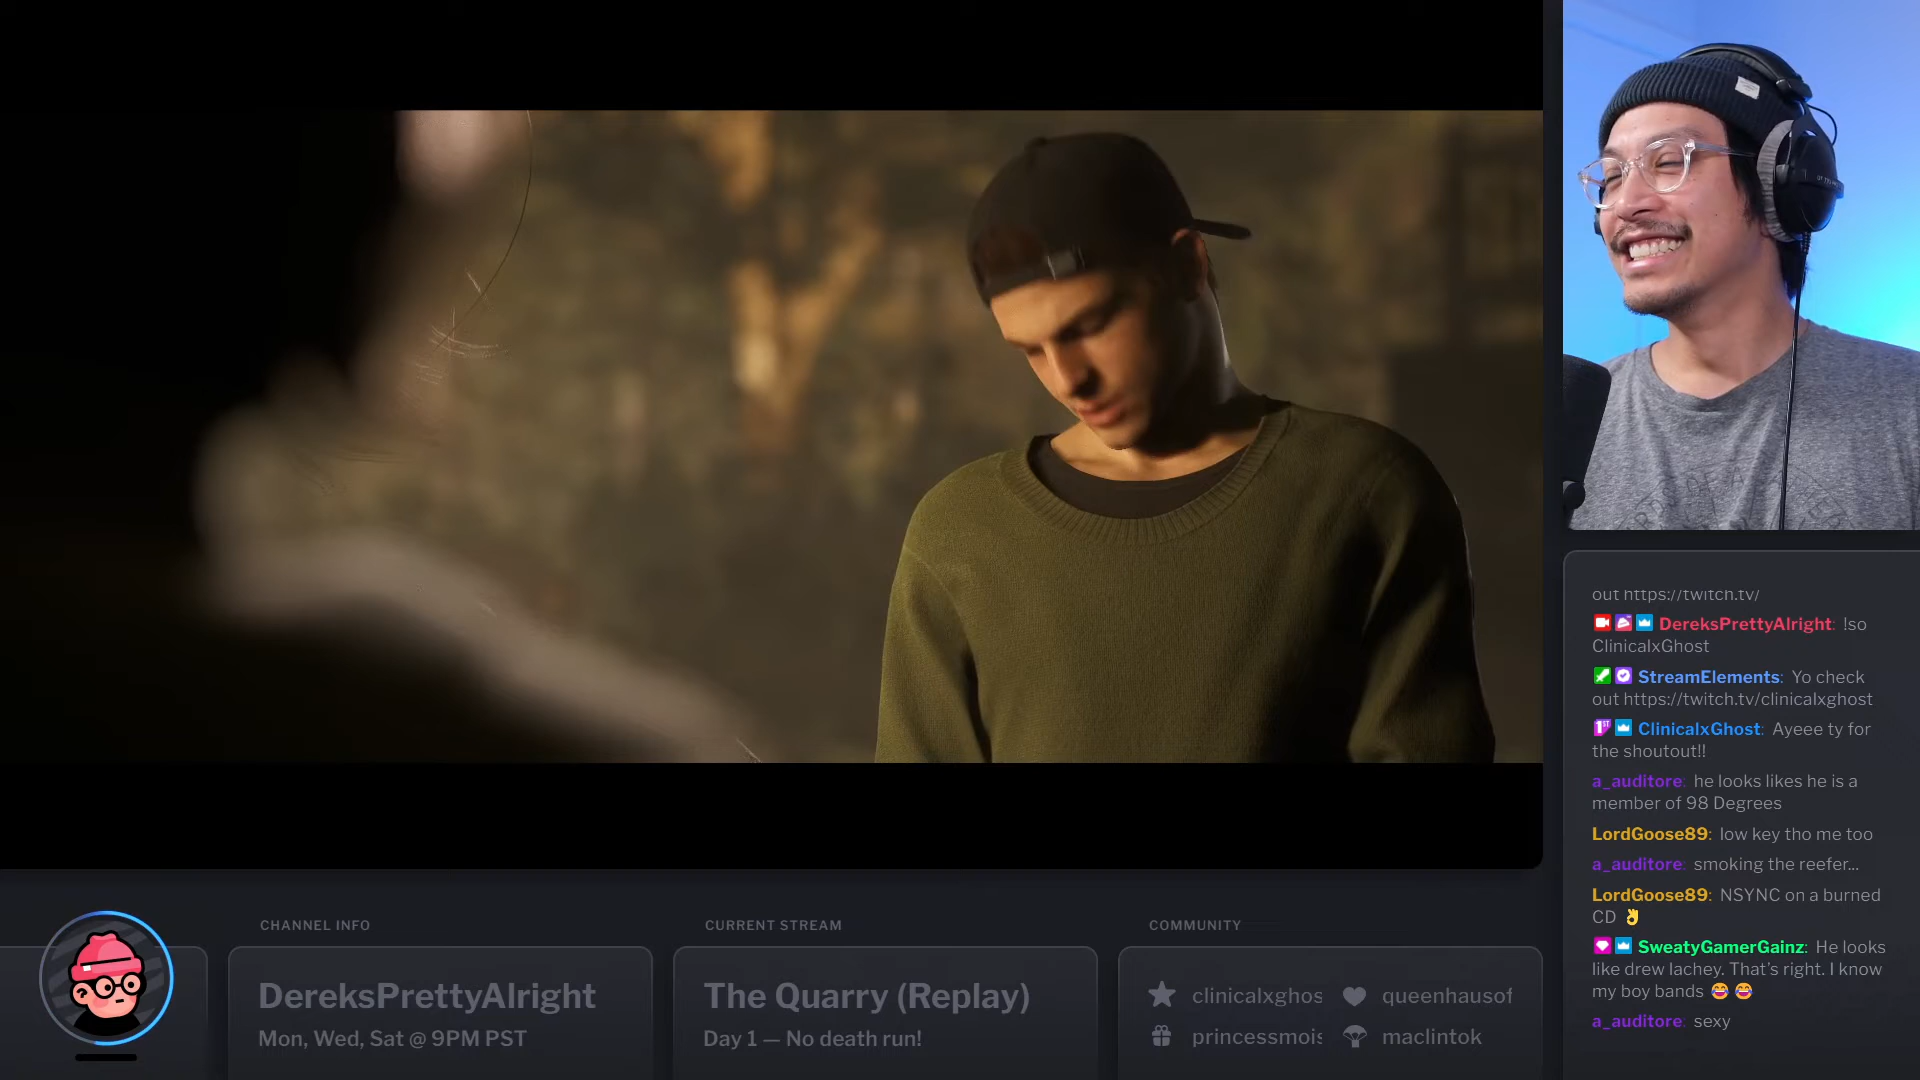 out https://twitch.tv/
DereksPrettyAlright: !so
ClinicalxGhost
StreamElements: Yo check
out https://twitch.tv/clinicalxghost
ClinicalxGhost: Ayeee ty for
the shoutout!!
a_auditore: he looks likes he is a
member of 98 Degrees
LordGoose89: low key tho me too
a_auditore: smoking the reefer...
LordGoose89: NSYNC on a burned
CD 👌
SweatyGamerGainz: He looks
like drew lachey. That's right. I know
my boy bands 😂 😂
a_auditore: sexy
CHANNEL INFO
DereksPrettyAlright
Mon, Wed, Sat @ 9PM PST
CURRENT STREAM
The Quarry (Replay)
Day 1 — No death run!
COMMUNITY
clinicalxghos
queenhausof
princessmois
maclintok